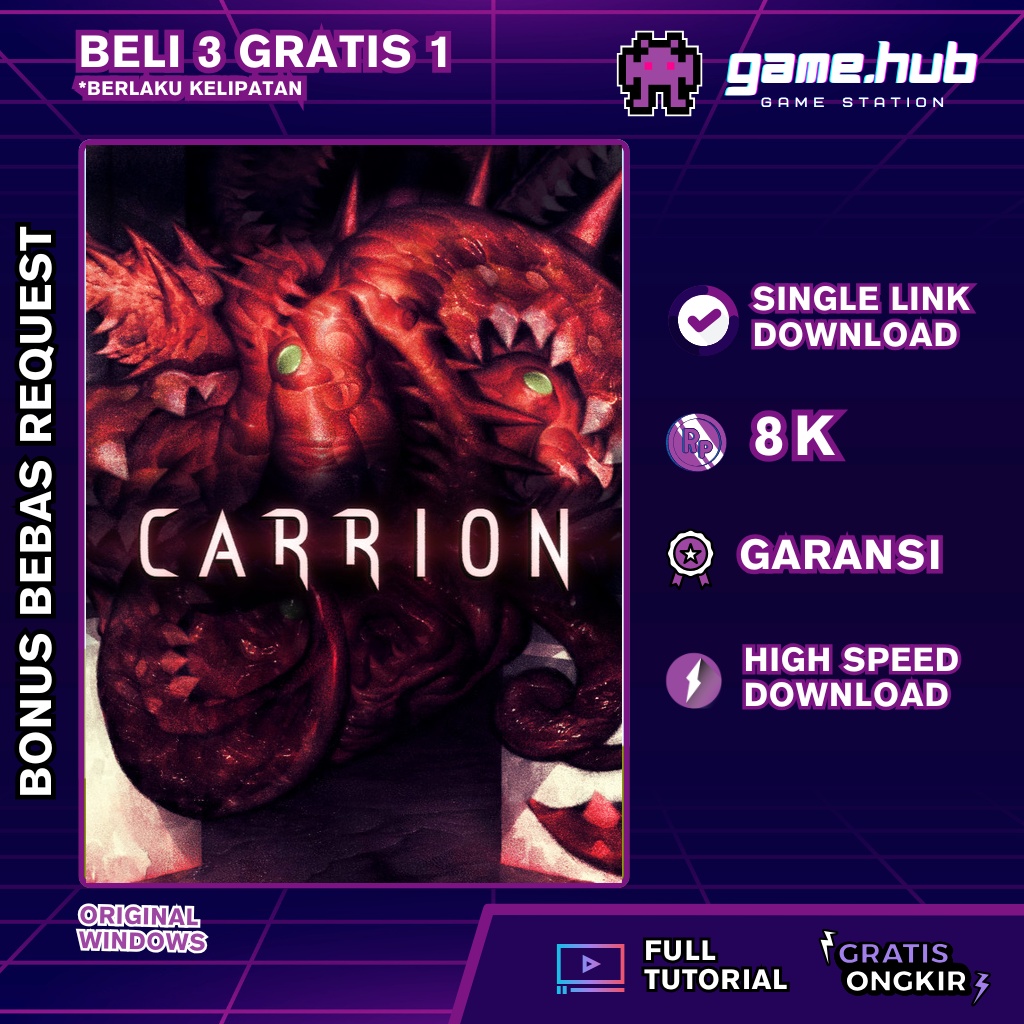 BELI 3 GRATIS 1
*BERLAKU KELIPATAN
game.hub
GAME STATION
BONUS BEBAS REQUEST
CARRION
SINGLE LINK
DOWNLOAD
RP
8K
GARANSI
HIGH SPEED
DOWNLOAD
ORIGINAL
WINDOWS
FULL
TUTORIAL
GRATIS
ONGKIR